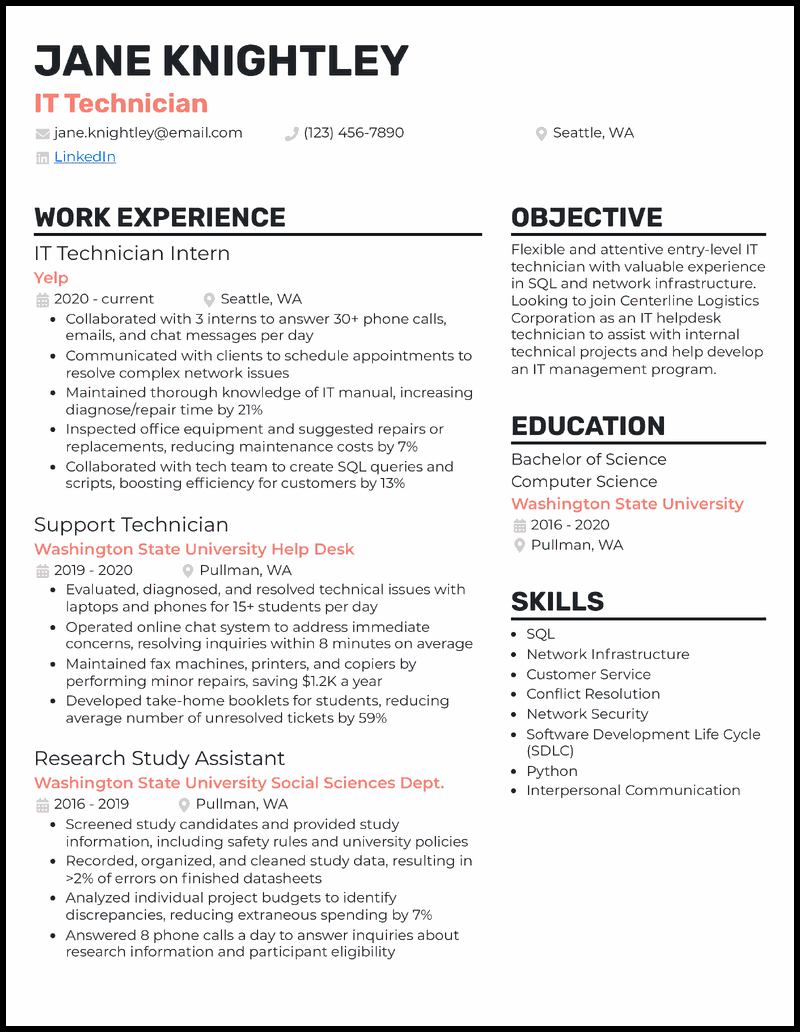 JANE KNIGHTLEY
IT Technician
jane.knightley@email.com (123) 456-7890 Seattle, WA
LinkedIn
WORK EXPERIENCE
IT Technician Intern
Yelp
2020 - current Seattle, WA
• Collaborated with 3 interns to answer 30+ phone calls,
emails, and chat messages per day
• Communicated with clients to schedule appointments to
resolve complex network issues
• Maintained thorough knowledge of IT manual, increasing
diagnose/repair time by 21%
• Inspected office equipment and suggested repairs or
replacements, reducing maintenance costs by 7%
• Collaborated with tech team to create SQL queries and
scripts, boosting efficiency for customers by 13%
Support Technician
Washington State University Help Desk
2019 - 2020 Pullman, WA
• Evaluated, diagnosed, and resolved technical issues with
laptops and phones for 15+ students per day
• Operated online chat system to address immediate
concerns, resolving inquiries within 8 minutes on average
• Maintained fax machines, printers, and copiers by
performing minor repairs, saving $1.2K a year
• Developed take-home booklets for students, reducing
average number of unresolved tickets by 59%
Research Study Assistant
Washington State University Social Sciences Dept.
2016 - 2019 Pullman, WA
• Screened study candidates and provided study
information, including safety rules and university policies
• Recorded, organized, and cleaned study data, resulting in
>2% of errors on finished datasheets
• Analyzed individual project budgets to identify
discrepancies, reducing extraneous spending by 7%
• Answered 8 phone calls a day to answer inquiries about
research information and participant eligibility
OBJECTIVE
Flexible and attentive entry-level IT
technician with valuable experience
in SQL and network infrastructure.
Looking to join Centerline Logistics
Corporation as an IT helpdesk
technician to assist with internal
technical projects and help develop
an IT management program.
EDUCATION
Bachelor of Science
Computer Science
Washington State University
2016 - 2020
Pullman, WA
SKILLS
• SQL
• Network Infrastructure
• Customer Service
• Conflict Resolution
• Network Security
• Software Development Life Cycle
(SDLC)
• Python
• Interpersonal Communication